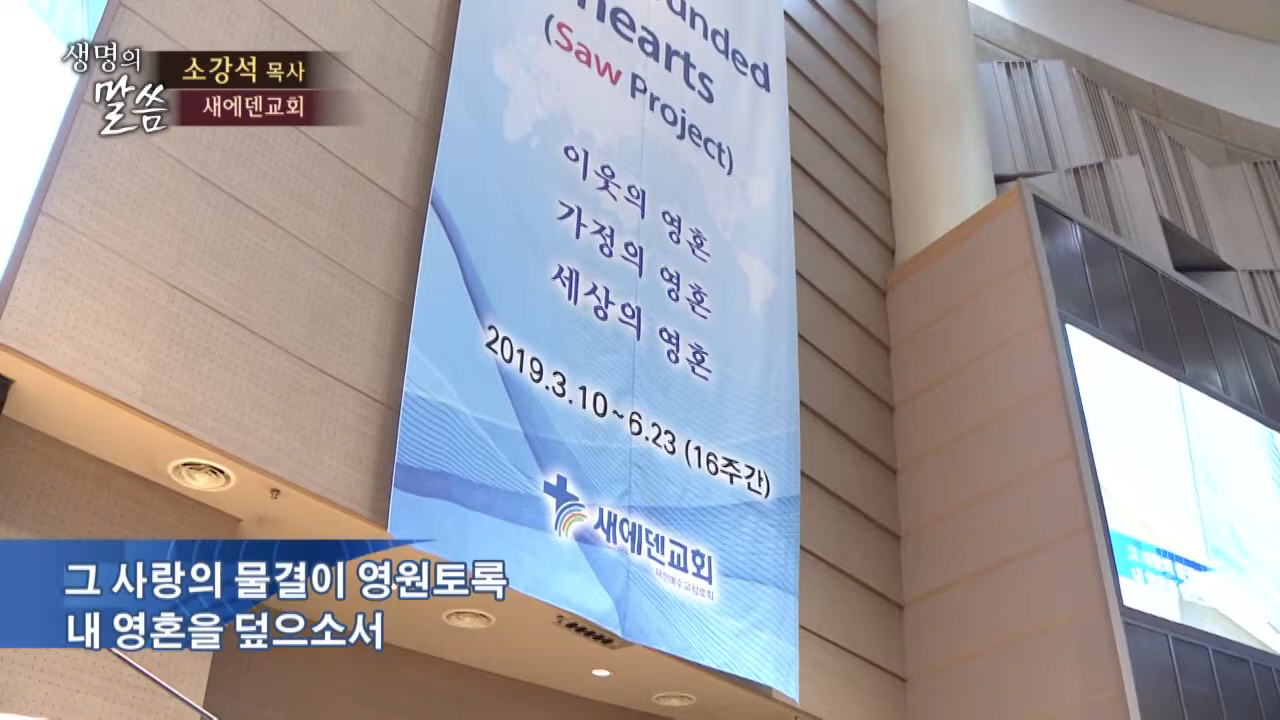 생명의
말씀
소강석 목사
새에덴교회
hearts
(Saw Project)
이웃의 영혼
가정의 영혼
세상의 영혼
2019.3.10~6.23 (16주간)
새에덴교회
그 사랑의 물결이 영원토록
내 영혼을 덮으소서